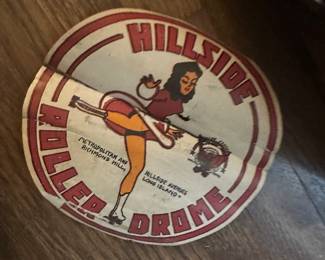 HILLSIDE
ROLLER DROME
METROPOLITAN AVE
RICHMOND HILL
HILLSIDE AVENUE
LONG ISLAND